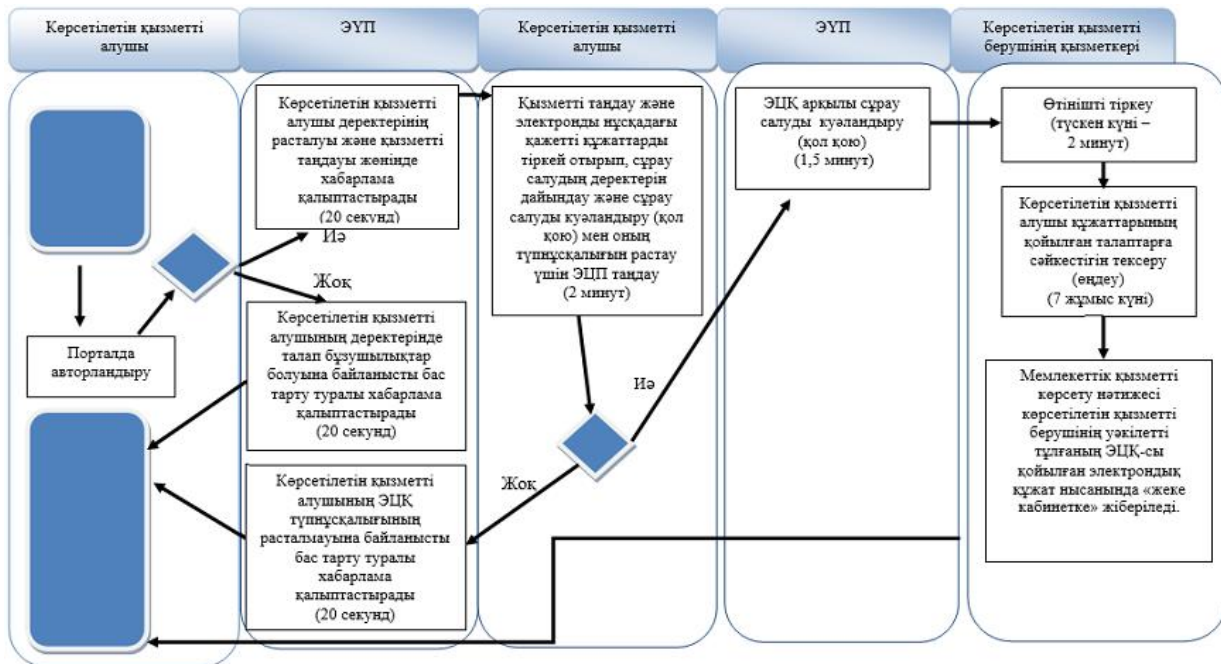 Көрсетілетін қызметті
алушы
ЭҮП
Көрсетілетін қызметті
алушы
ЭҮП
Көрсетілетін қызметті
берушінің қызметкері
Порталда
авторландыру
Көрсетілетін қызметті
алушы деректерінің
расталуы және қызметті
таңдауы жөнінде
хабарлама
қалыптастырады
(20 секунд)
Иә
Жоқ
Көрсетілетін қызметті
алушының деректерінде
талап бұзушылықтар
болуына байланысты бас
тарту туралы хабарлама
қалыптастырады
(20 секунд)
Көрсетілетін қызметті
алушының ЭЦҚ
түпнұсқалығының
расталмауына байланысты
бас тарту туралы
хабарлама
қалыптастырады
(20 секунд)
Қызметті таңдау және
электронды нұсқадағы
қажетті құжаттарды
тіркей отырып, сұрау
салудың деректерін
дайындау және сұрау
салуды куәландыру (қол
қою) мен оның
түпнұсқалығын растау
үшін ЭЦП таңдау
(2 минут)
Иә
Жоқ
ЭЦҚ арқылы сұрау
салуды куәландыру
(қол қою)
(1,5 минут)
Өтінішті тіркеу
(түскен күні –
2 минут)
Көрсетілетін қызметті
алушы құжаттарының
қойылған талаптарға
сәйкестігін тексеру
(өңдеу)
(7 жұмыс күні)
Мемлекеттік қызметті
көрсету нәтижесі
көрсетілетін қызметті
берушінің уәкілетті
тұлғаның ЭЦҚ-сы
қойылған электрондық
құжат нысанында «жеке
кабинетке» жіберіледі.